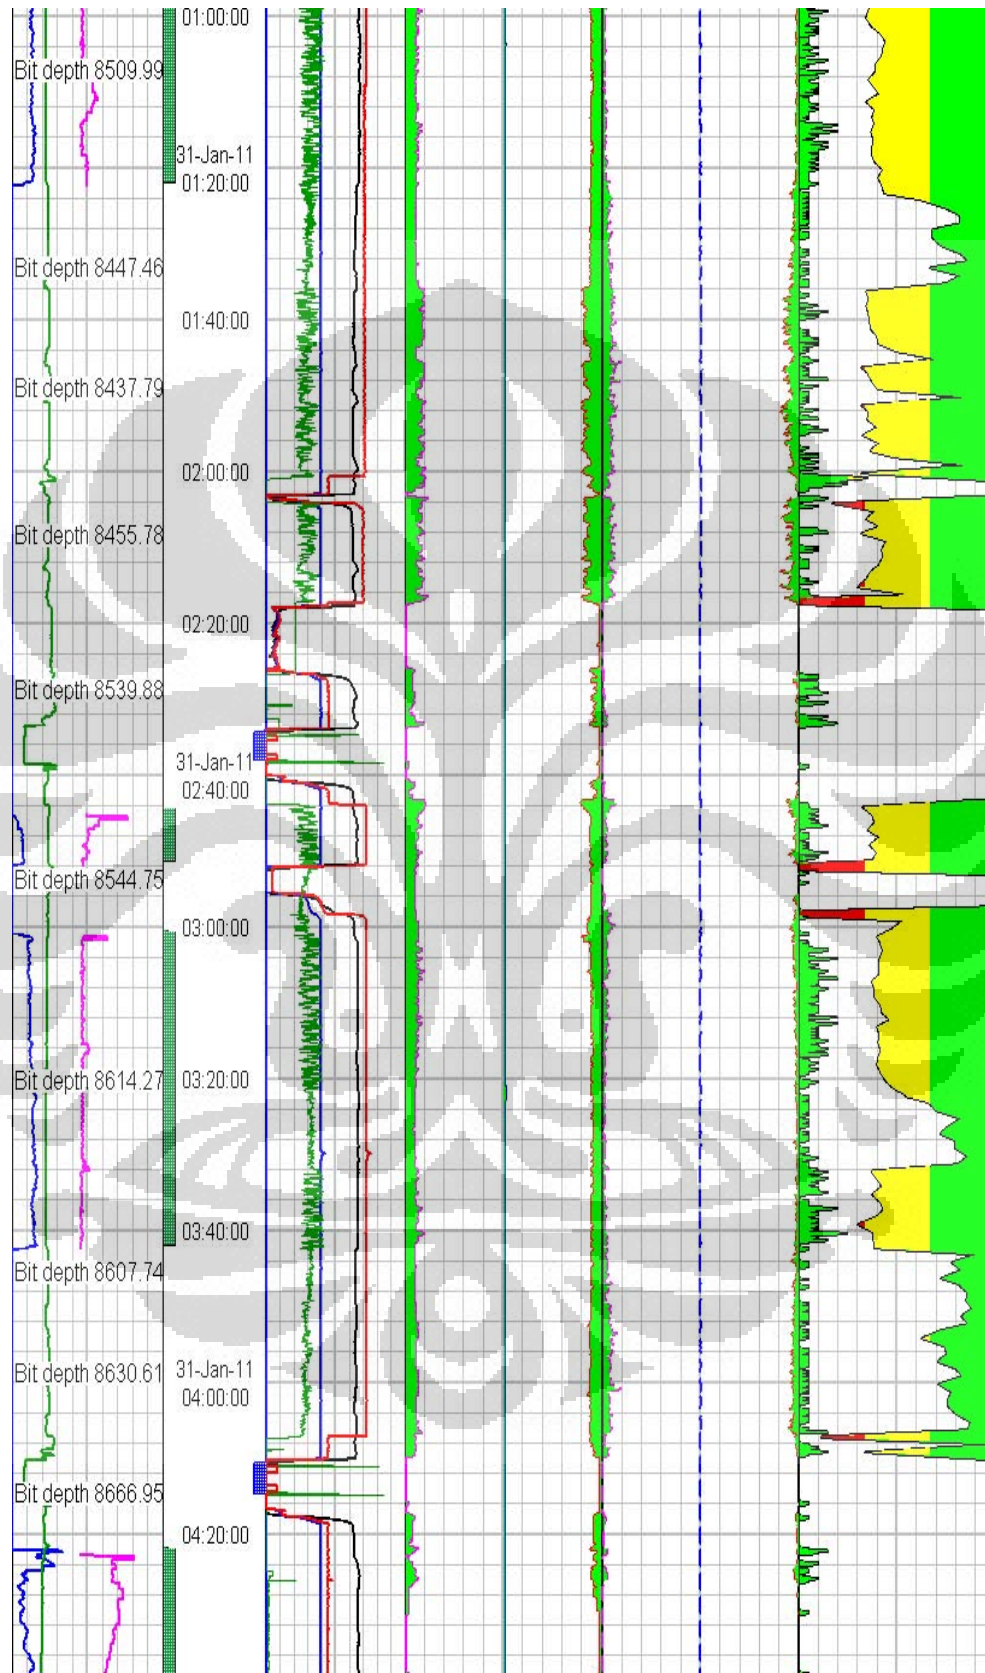 01:00:00
Bit depth 8509.99
31-Jan-11
01:20:00
Bit depth 8447.46
01:40:00
Bit depth 8437.79
02:00:00
Bit depth 8455.78
02:20:00
Bit depth 8539.88
31-Jan-11
02:40:00
Bit depth 8544.75
03:00:00
03:20:00
Bit depth 8614.27
03:40:00
Bit depth 8607.74
31-Jan-11
Bit depth 8630.61
04:00:00
Bit depth 8666.95
04:20:00